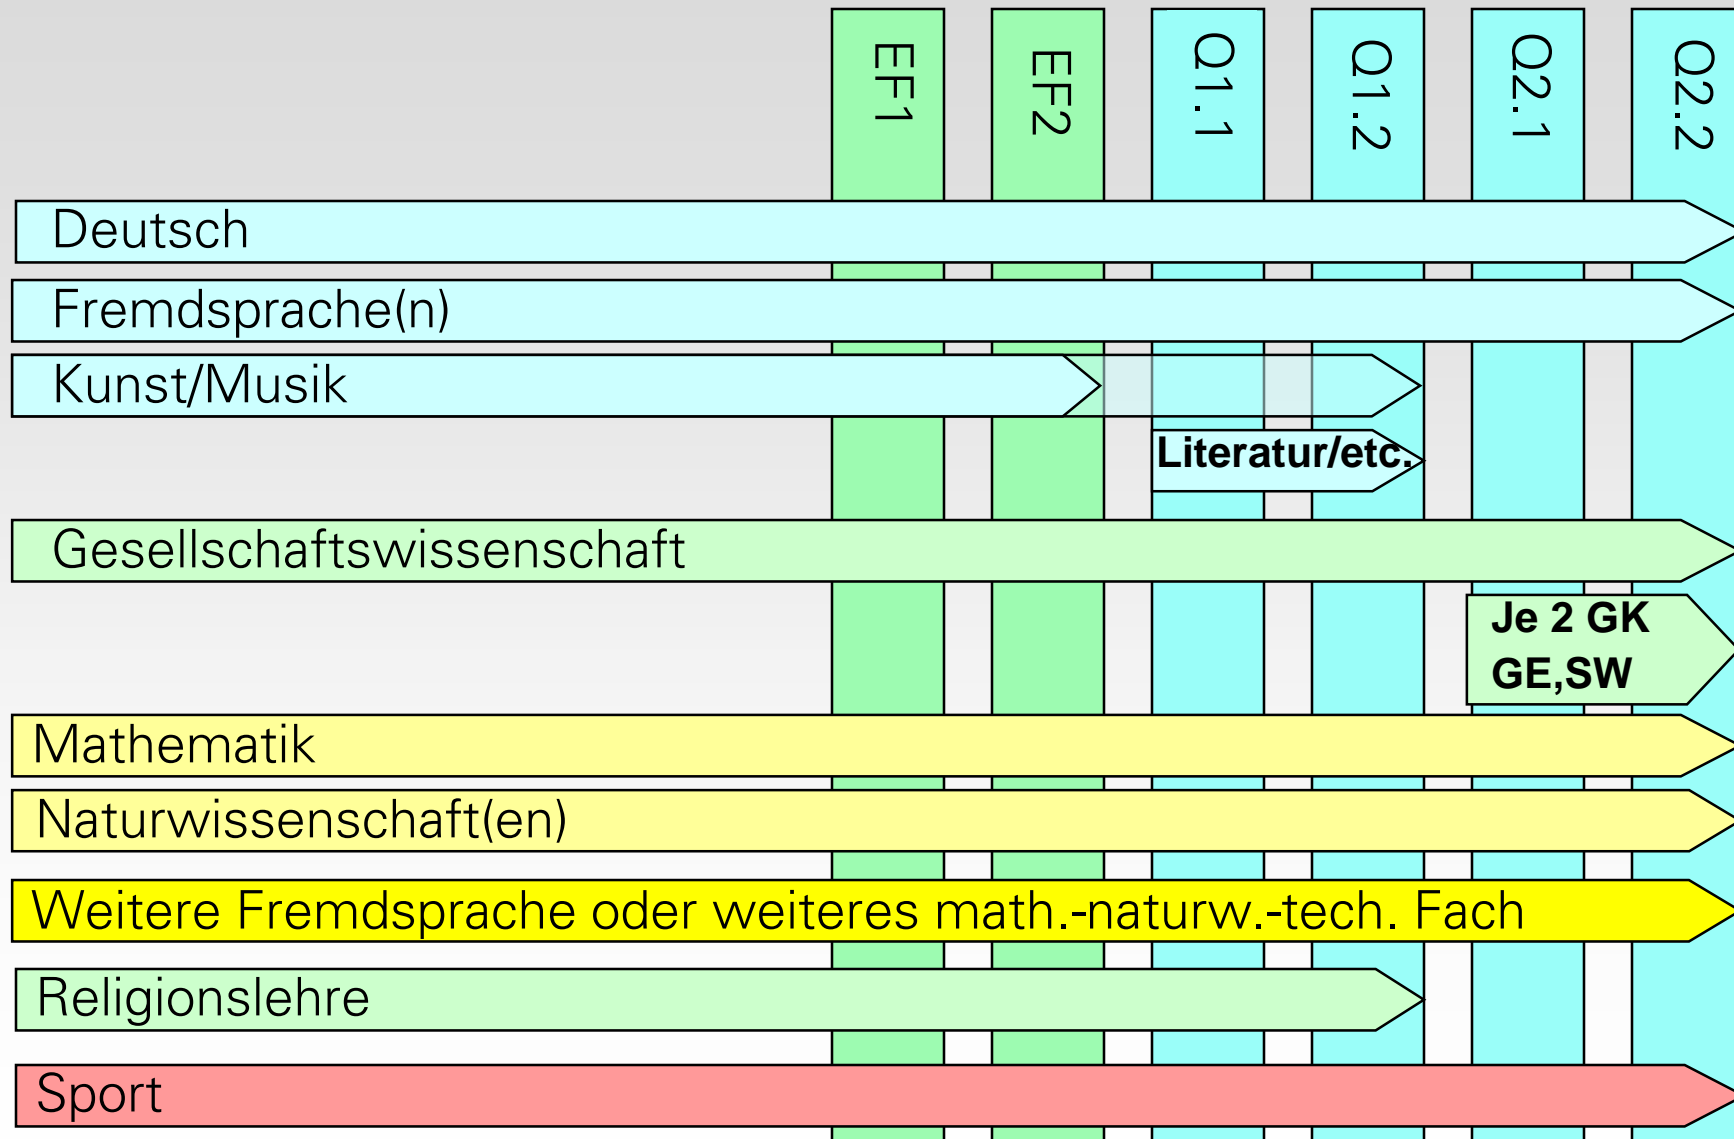 EF1
EF2
Q1.1
Q1.2
Q2.1
Q2.2
Deutsch
Fremdsprache(n)
Kunst/Musik
Literatur/etc.
Gesellschaftswissenschaft
Je 2 GK
GE,SW
Mathematik
Naturwissenschaft(en)
Weitere Fremdsprache oder weiteres math.-naturw.-tech. Fach
Religionslehre
Sport